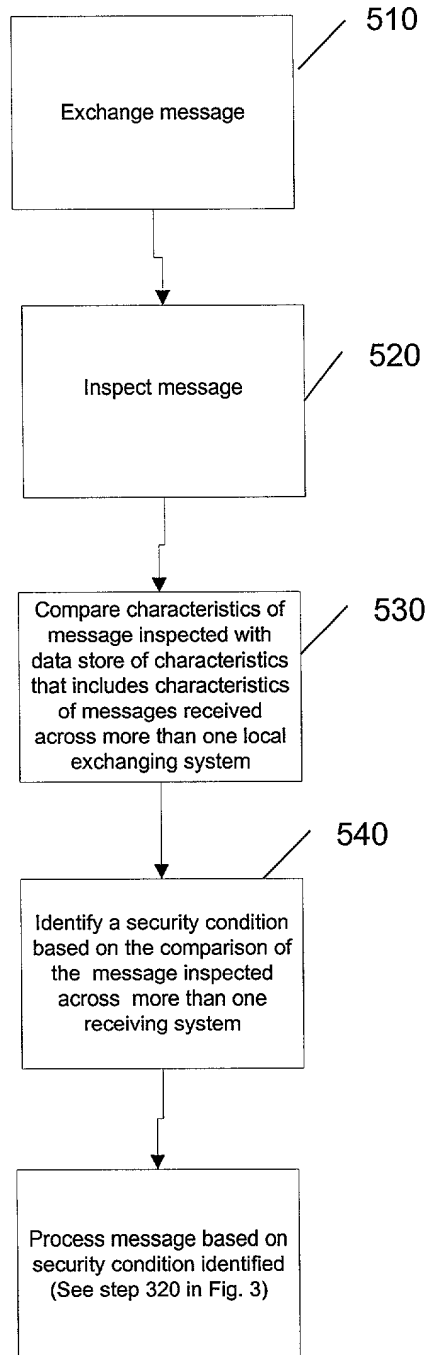 510
Exchange message
520
Inspect message
530
Compare characteristics of
message inspected with
data store of characteristics
that includes characteristics
of messages received
across more than one local
exchanging system
540
Identify a security condition
based on the comparison of
the message inspected
across more than one
receiving system
Process message based on
security condition identified
(See step 320 in Fig. 3)